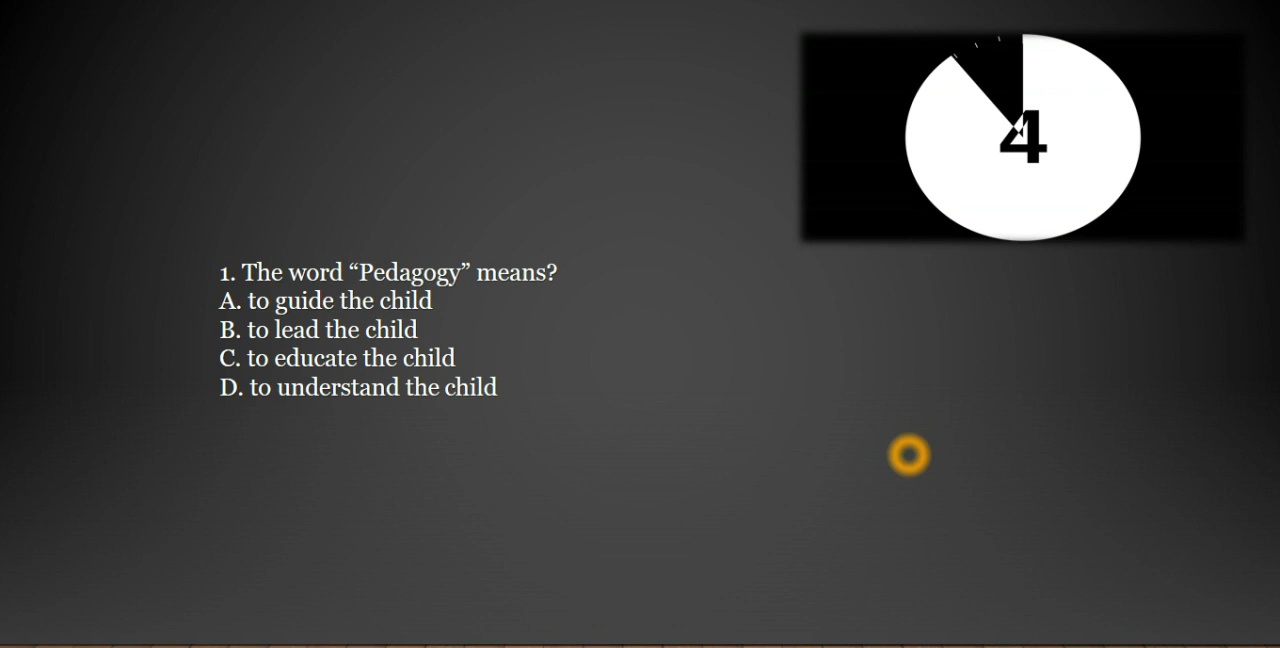 4
1. The word “Pedagogy” means?
A. to guide the child
B. to lead the child
C. to educate the child
D. to understand the child